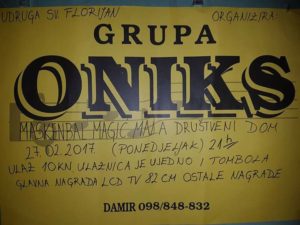 UDRUGA SV. FLORIJAN ORGANIZIRA:
GRUPA
ONIKS
MASKENBAL MAGIC MALA DRUŠTVENI DOM
27.02.2017. (PONEDJELJAK) 21h
ULAZ 10KN ULAZNICA JE UJEDNO I TOMBOLA
GLAVNA NAGRADA LCD TV 82 CM OSTALE NAGRADE
DAMIR 098/848-832